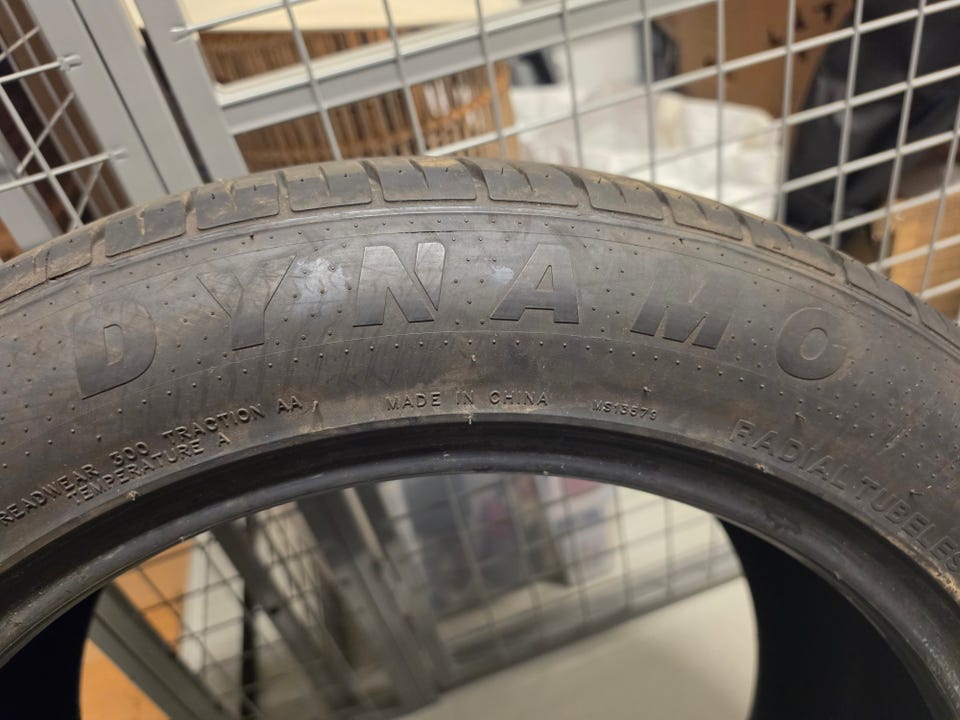 DYNAMO
READWEAR 300 TRACTION AA
TEMPERATURE A
MADE IN CHINA
MS13579
RADIAL TUBELES